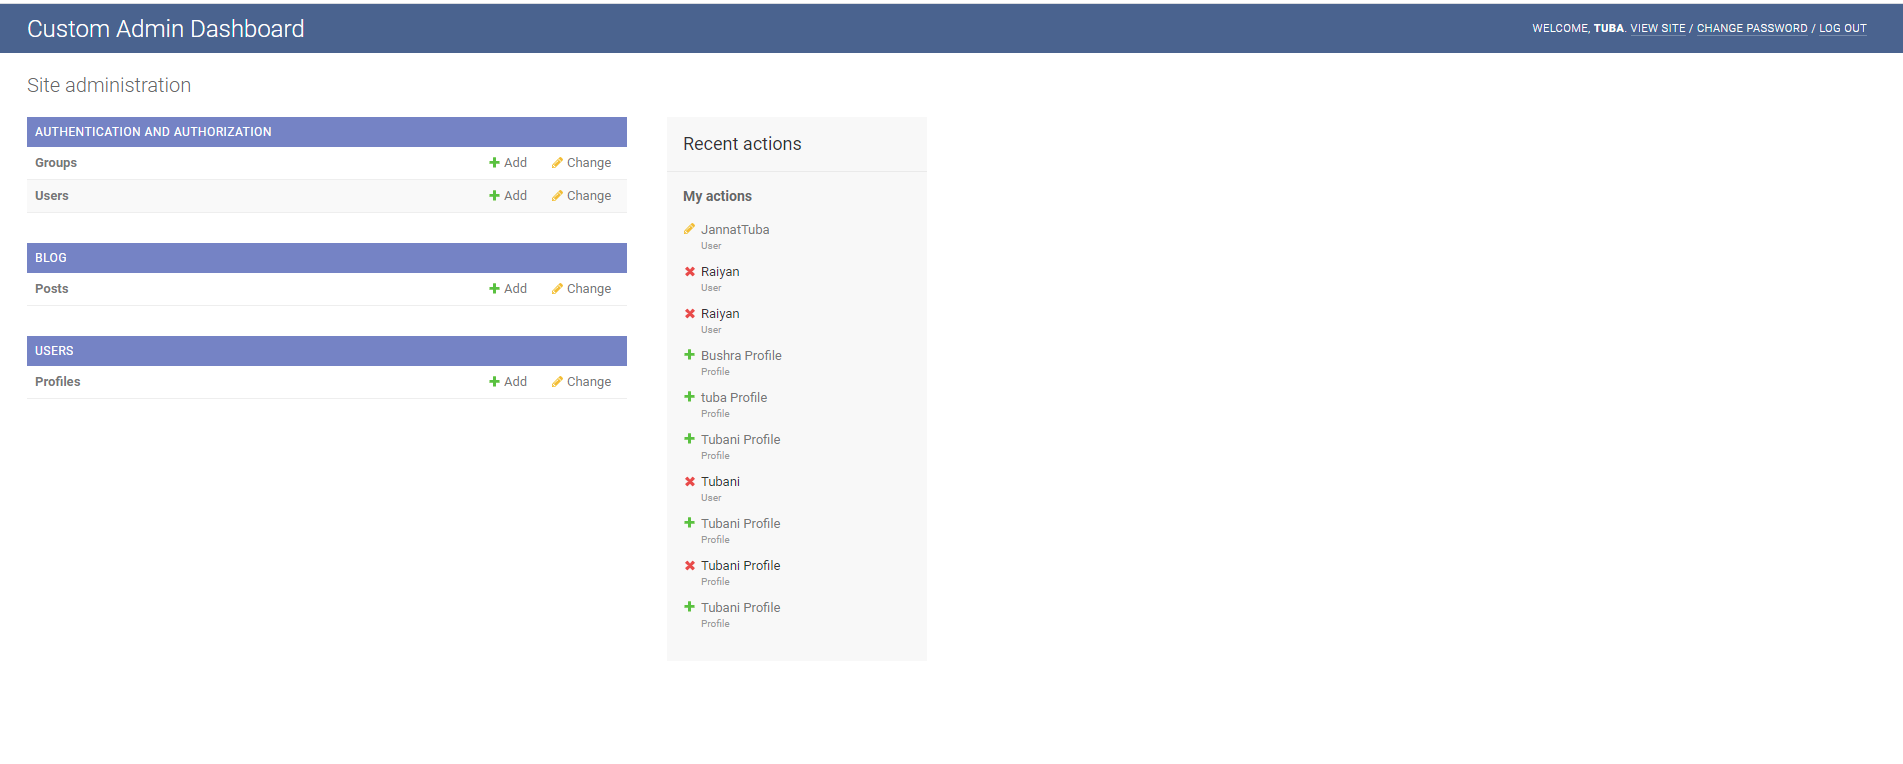 Custom Admin Dashboard
WELCOME, TUBA. VIEW SITE / CHANGE PASSWORD / LOG OUT
Site administration
AUTHENTICATION AND AUTHORIZATION
Groups Add Change
Users Add Change
BLOG
Posts Add Change
USERS
Profiles Add Change
Recent actions
My actions
JannatTuba
User
Raiyan
User
Raiyan
User
Bushra Profile
Profile
tuba Profile
Profile
Tubani Profile
Profile
Tubani
User
Tubani Profile
Profile
Tubani Profile
Profile
Tubani Profile
Profile